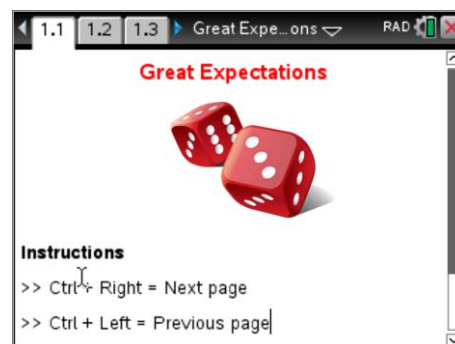 1.1 1.2 1.3 Great Expe...ons RAD
Great Expectations
Instructions
>> Ctrl + Right = Next page
>> Ctrl + Left = Previous page